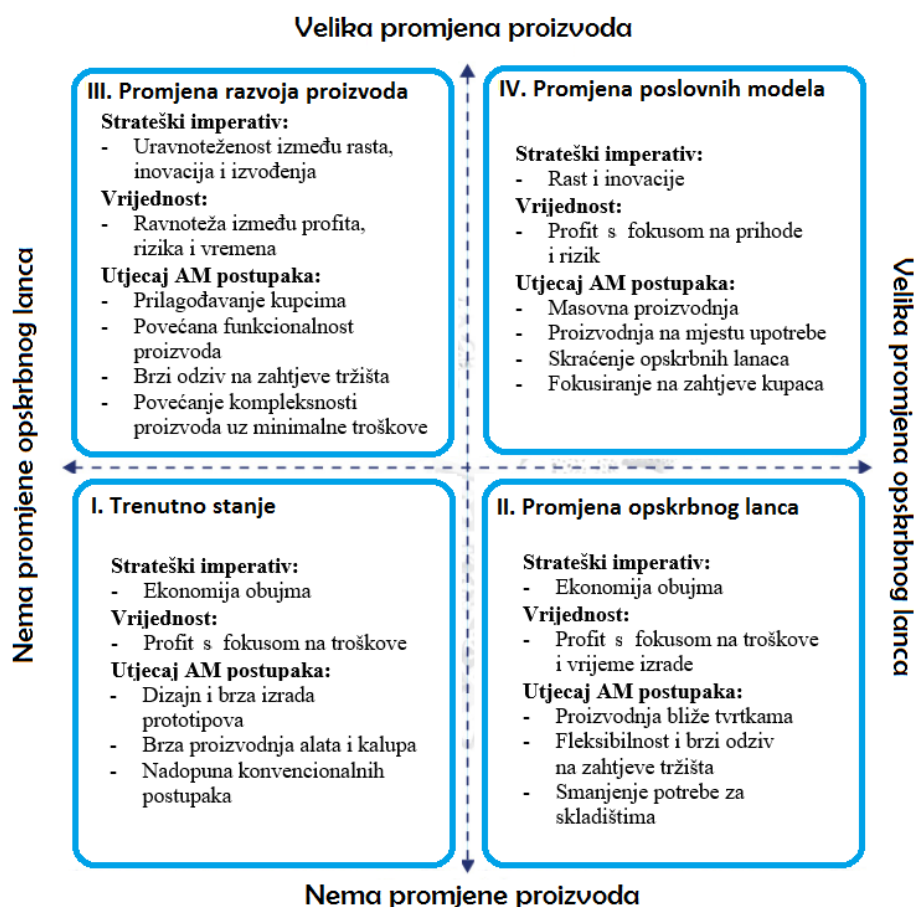 Velika promjena proizvoda
III. Promjena razvoja proizvoda
Strateški imperativ:
- Uravnoteženost između rasta,
inovacija i izvođenja
Vrijednost:
- Ravnoteža između profita,
rizika i vremena
Utjecaj AM postupaka:
- Prilagođavanje kupcima
- Povećana funkcionalnost
proizvoda
- Brzi odziv na zahtjeve tržišta
- Povećanje kompleksnosti
proizvoda uz minimalne troškove
IV. Promjena poslovnih modela
Strateški imperativ:
- Rast i inovacije
Vrijednost:
- Profit s fokusom na prihode
i rizik
Utjecaj AM postupaka:
- Masovna proizvodnja
- Proizvodnja na mjestu upotrebe
- Skraćenje opskrbnih lanaca
- Fokusiranje na zahtjeve kupaca
Nema promjene opskrbnog lanca
Velika promjena opskrbnog lanca
I. Trenutno stanje
Strateški imperativ:
- Ekonomija obujma
Vrijednost:
- Profit s fokusom na troškove
Utjecaj AM postupaka:
- Dizajn i brza izrada
prototipova
- Brza proizvodnja alata i kalupa
- Nadopuna konvencionalnih
postupaka
II. Promjena opskrbnog lanca
Strateški imperativ:
- Ekonomija obujma
Vrijednost:
- Profit s fokusom na troškove
i vrijeme izrade
Utjecaj AM postupaka:
- Proizvodnja bliže tvrtkama
- Fleksibilnost i brzi odziv
na zahtjeve tržišta
- Smanjenje potrebe za
skladištima
Nema promjene proizvoda